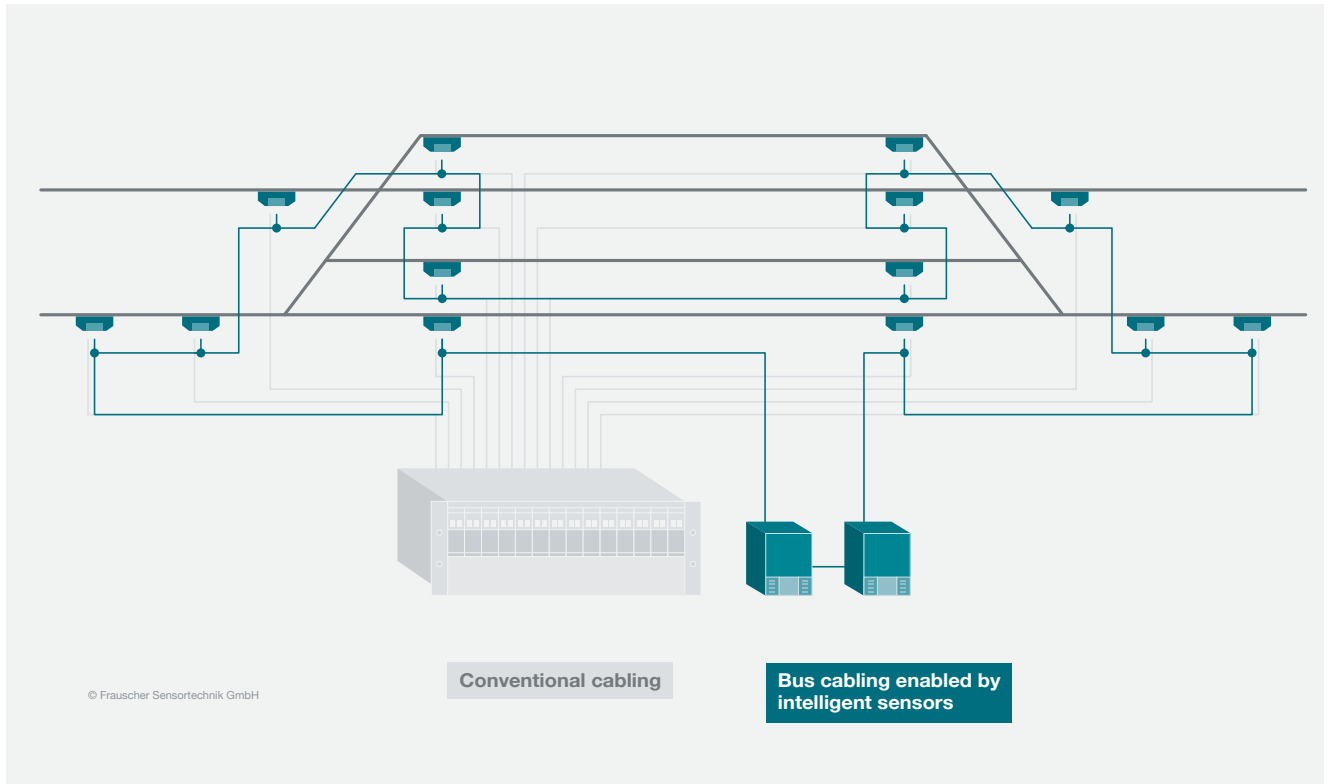 Conventional cabling
Bus cabling enabled by
intelligent sensors
© Frauscher Sensortechnik GmbH